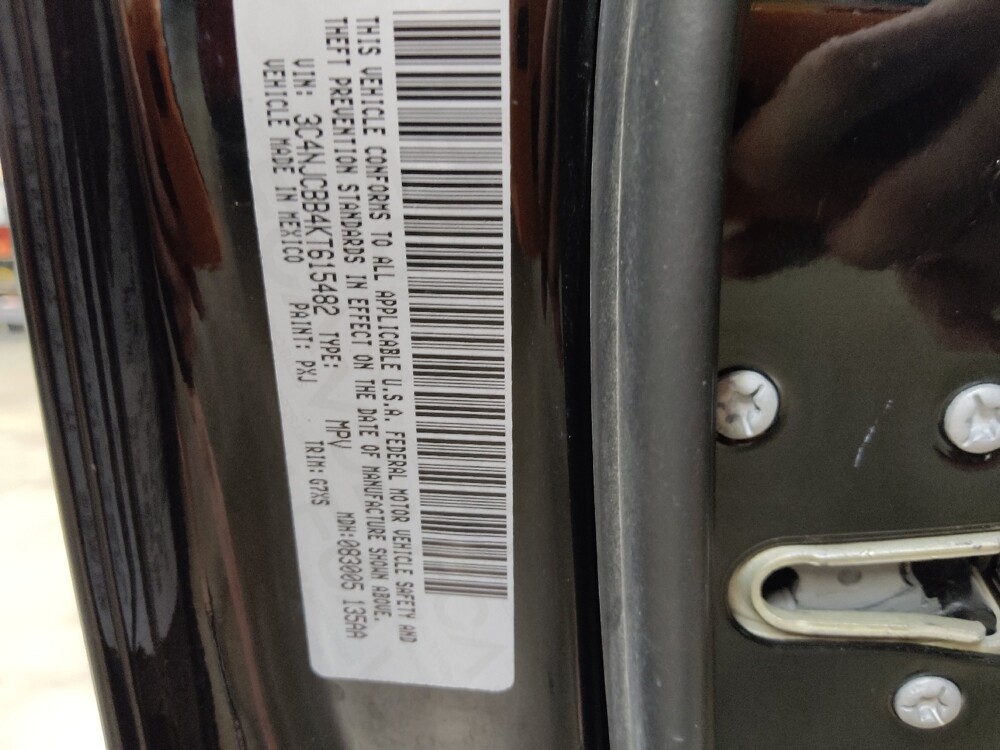 THIS VEHICLE CONFORMS TO ALL APPLICABLE U.S.A. FEDERAL MOTOR VEHICLE SAFETY AND
THEFT PREVENTION STANDARDS IN EFFECT ON THE DATE OF MANUFACTURE SHOWN ABOVE.
VIN: 3C4NJCBB4KT615482 TYPE: MPV MDH:083005 135AA
VEHICLE MADE IN MEXICO PAINT: PXJ TRIM: G7XS